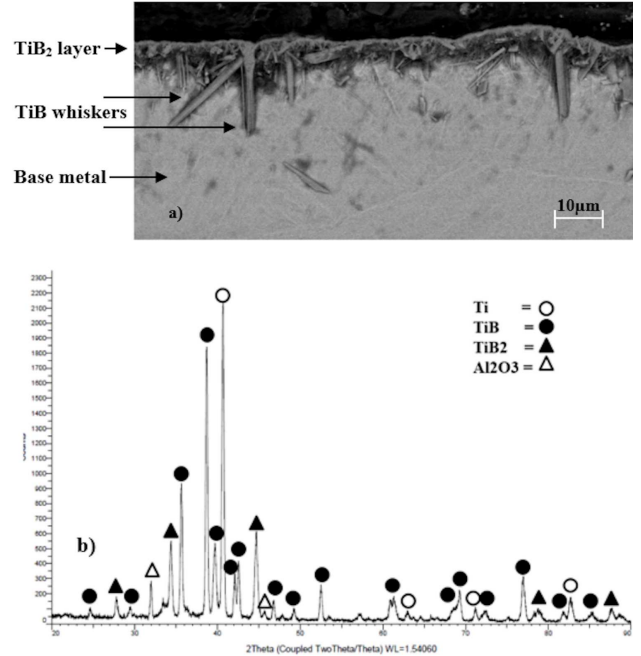 TiB₂ layer
TiB whiskers
Base metal
a)
10μm
2300
2200
2100
2000
1900
1800
1700
1600
1500
1400
1300
1200
1100
1000
900
800
700
600
500
400
300
200
100
0
b)
Ti =
TiB =
TiB2 =
Al2O3 =
20 30 40 50 60 70 80 90
2Theta (Coupled TwoTheta/Theta) WL=1.54060